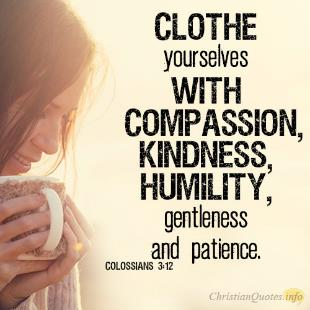 CLOTHE
yourselves
WITH
COMPASSION,
KINDNESS,
HUMILITY,
gentleness
and patience.
COLOSSIANS 3:12
ChristianQuotes.info